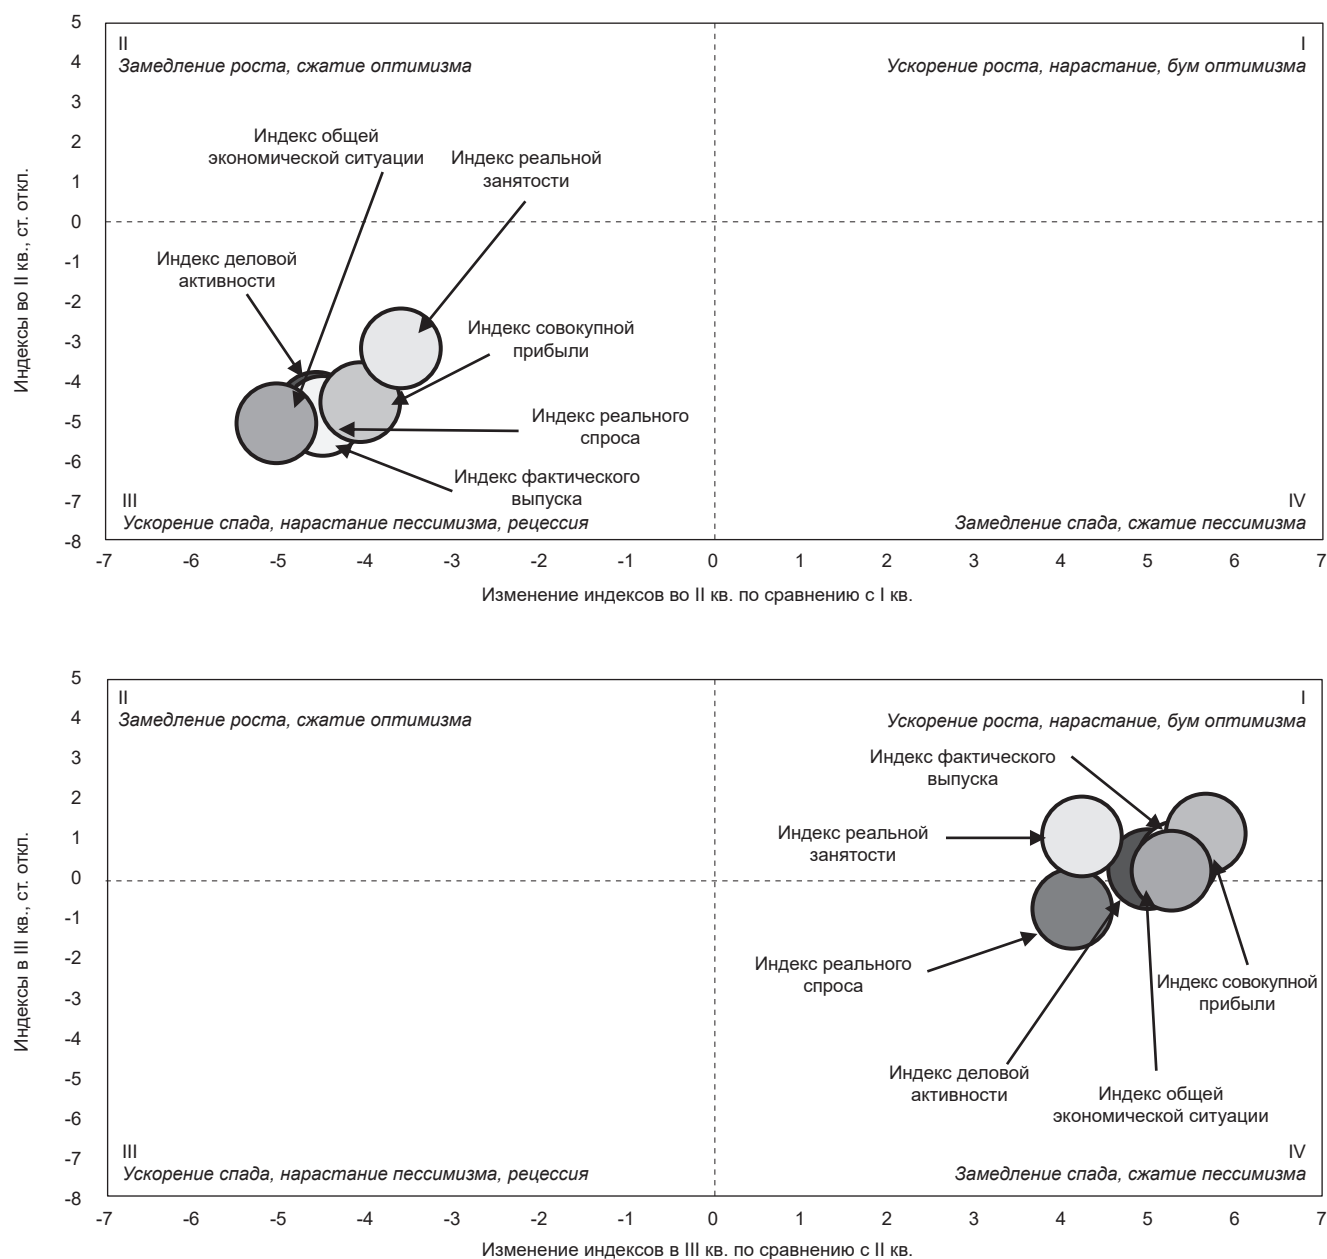 5
II
I
Замедление роста, сжатие оптимизма
Ускорение роста, нарастание, бум оптимизма
4
3
2
1
0
-1
-2
-3
-4
-5
-6
-7
-8
Индексы во II кв., ст. откл.
Индекс общей
экономической ситуации
Индекс реальной
занятости
Индекс деловой
активности
Индекс совокупной
прибыли
Индекс реального
спроса
Индекс фактического
выпуска
III
IV
Ускорение спада, нарастание пессимизма, рецессия
Замедление спада, сжатие пессимизма
-7 -6 -5 -4 -3 -2 -1 0 1 2 3 4 5 6 7
Изменение индексов во II кв. по сравнению с I кв.
5
II
I
Замедление роста, сжатие оптимизма
Ускорение роста, нарастание, бум оптимизма
4
3
2
1
0
-1
-2
-3
-4
-5
-6
-7
-8
Индексы в III кв., ст. откл.
Индекс фактического
выпуска
Индекс реальной
занятости
Индекс реального
спроса
Индекс совокупной
прибыли
Индекс деловой
активности
Индекс общей
экономической ситуации
III
IV
Ускорение спада, нарастание пессимизма, рецессия
Замедление спада, сжатие пессимизма
-7 -6 -5 -4 -3 -2 -1 0 1 2 3 4 5 6 7
Изменение индексов в III кв. по сравнению с II кв.